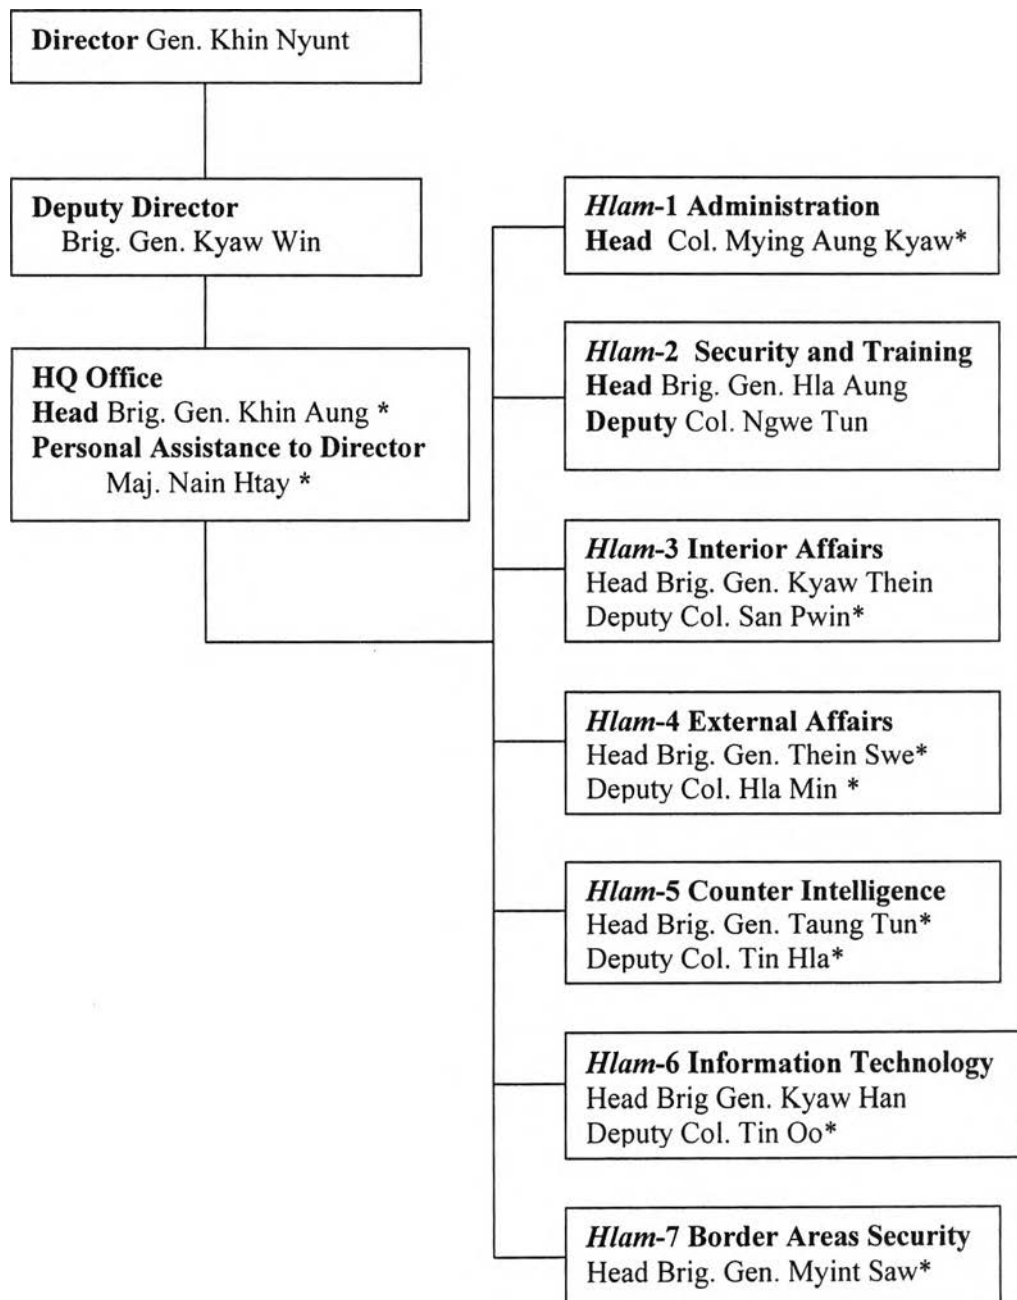 Director Gen. Khin Nyunt
Deputy Director
Brig. Gen. Kyaw Win
HQ Office
Head Brig. Gen. Khin Aung *
Personal Assistance to Director
Maj. Nain Htay *
Hlam-1 Administration
Head Col. Mying Aung Kyaw*
Hlam-2 Security and Training
Head Brig. Gen. Hla Aung
Deputy Col. Ngwe Tun
Hlam-3 Interior Affairs
Head Brig. Gen. Kyaw Thein
Deputy Col. San Pwin*
Hlam-4 External Affairs
Head Brig. Gen. Thein Swe*
Deputy Col. Hla Min *
Hlam-5 Counter Intelligence
Head Brig. Gen. Taung Tun*
Deputy Col. Tin Hla*
Hlam-6 Information Technology
Head Brig Gen. Kyaw Han
Deputy Col. Tin Oo*
Hlam-7 Border Areas Security
Head Brig. Gen. Myint Saw*